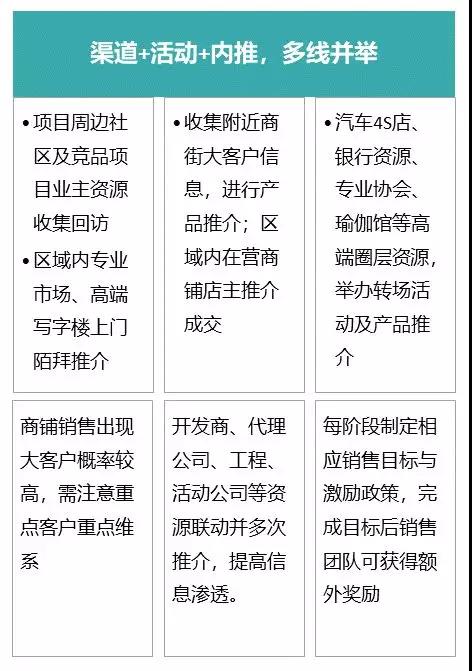 渠道+活动+内推，多线并举
•项目周边社
区及竞品项
目业主资源
收集回访
•区域内专业
市场、高端
写字楼上门
陌拜推介
•收集附近商
街大客户信
息，进行产
品推介；区
域内在营商
铺店主推介
成交
•汽车4S店、
银行资源、
专业协会、
瑜伽馆等高
端圈层资源，
举办转场活
动及产品推
介
商铺销售出现
大客户概率较
高，需注意重
点客户重点维
系
开发商、代理
公司、工程、
活动公司等资
源联动并多次
推介，提高信
息渗透。
每阶段制定相
应销售目标与
激励政策，完
成目标后销售
团队可获得额
外奖励